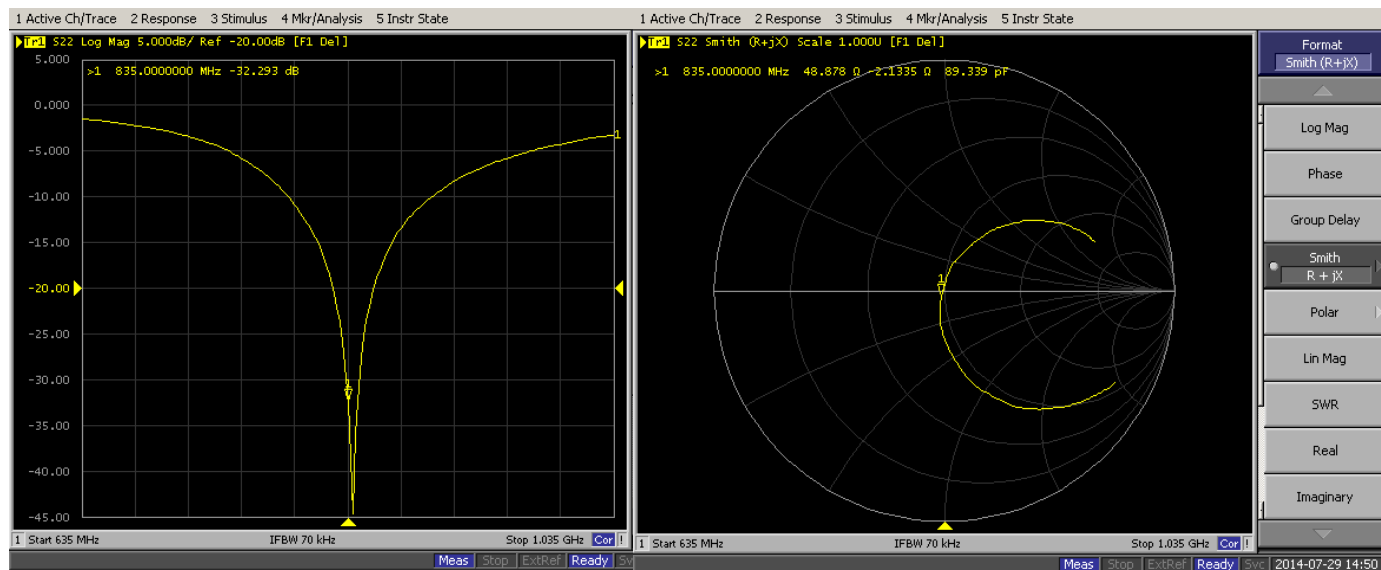 1 Active Ch/Trace 2 Response 3 Stimulus 4 Mkr/Analysis 5 Instr State
Tr1 S22 Log Mag 5.000dB/ Ref -20.00dB [F1 Del]
>1 835.0000000 MHz -32.293 dB
5.000
0.000
-5.000
-10.00
-15.00
-20.00
-25.00
-30.00
-35.00
-40.00
-45.00
1
1
1 Start 635 MHz IFBW 70 kHz Stop 1.035 GHz Cor !
Meas Stop ExtRef Ready Sv
1 Active Ch/Trace 2 Response 3 Stimulus 4 Mkr/Analysis 5 Instr State
Tr1 S22 Smith (R+jX) Scale 1.000U [F1 Del]
>1 835.0000000 MHz 48.878 Ω -2.1335 Ω 89.339 pF
1
1 Start 635 MHz IFBW 70 kHz Stop 1.035 GHz Cor !
Meas Stop ExtRef Ready Svc 2014-07-29 14:50
Format
Smith (R+jX)
Log Mag
Phase
Group Delay
Smith
R + jX
Polar
Lin Mag
SWR
Real
Imaginary